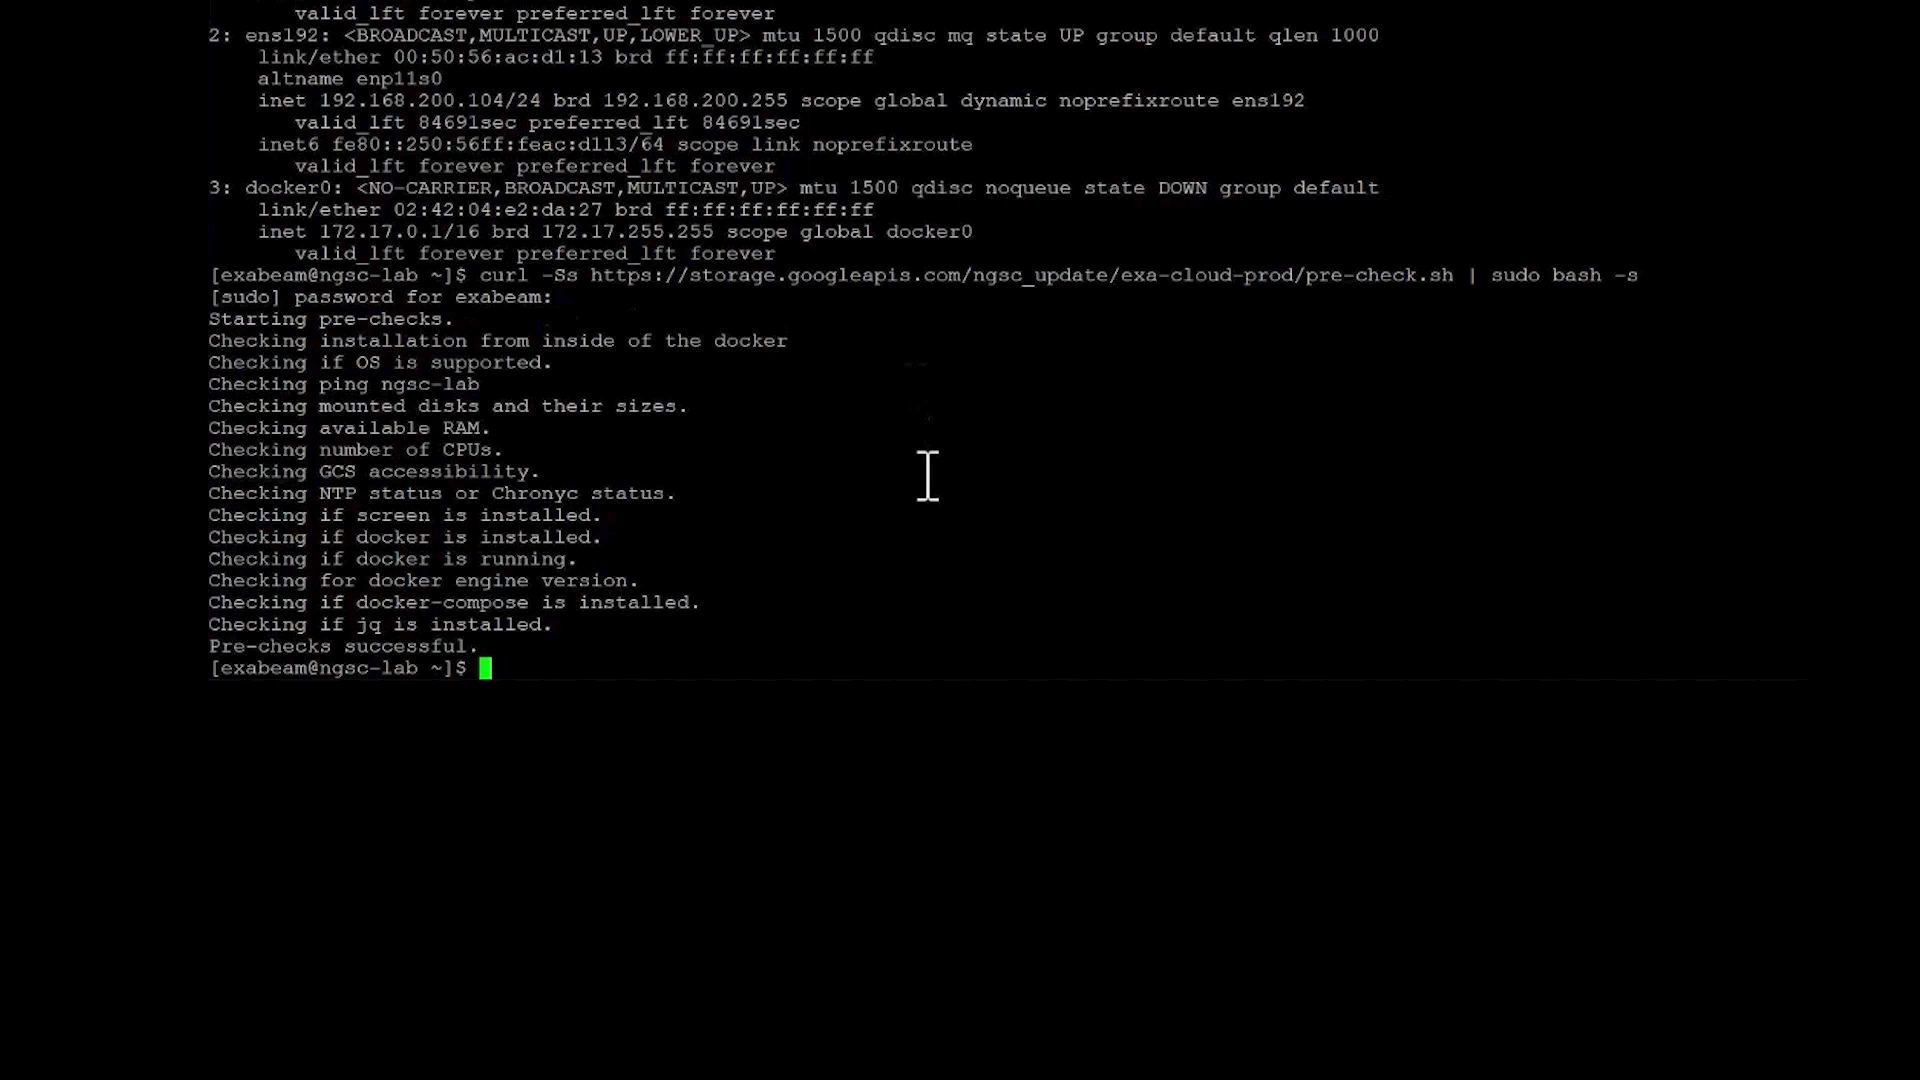 valid_lft forever preferred_lft forever
2: ens192: <BROADCAST,MULTICAST,UP,LOWER_UP> mtu 1500 qdisc mq state UP group default qlen 1000
link/ether 00:50:56:ac:d1:13 brd ff:ff:ff:ff:ff:ff
altname enp11s0
inet 192.168.200.104/24 brd 192.168.200.255 scope global dynamic noprefixroute ens192
valid_lft 84691sec preferred_lft 84691sec
inet6 fe80::250:56ff:feac:d113/64 scope link noprefixroute
valid_lft forever preferred_lft forever
3: docker0: <NO-CARRIER,BROADCAST,MULTICAST,UP> mtu 1500 qdisc noqueue state DOWN group default
link/ether 02:42:04:e2:da:27 brd ff:ff:ff:ff:ff:ff
inet 172.17.0.1/16 brd 172.17.255.255 scope global docker0
valid_lft forever preferred_lft forever
[exabeam@ngsc-lab ~]$ curl -Ss https://storage.googleapis.com/ngsc_update/exa-cloud-prod/pre-check.sh | sudo bash -s
[sudo] password for exabeam:
Starting pre-checks.
Checking installation from inside of the docker
Checking if OS is supported.
Checking ping ngsc-lab
Checking mounted disks and their sizes.
Checking available RAM.
Checking number of CPUs.
Checking GCS accessibility.
Checking NTP status or Chronyc status.
Checking if screen is installed.
Checking if docker is installed.
Checking if docker is running.
Checking for docker engine version.
Checking if docker-compose is installed.
Checking if jq is installed.
Pre-checks successful.
[exabeam@ngsc-lab ~]$